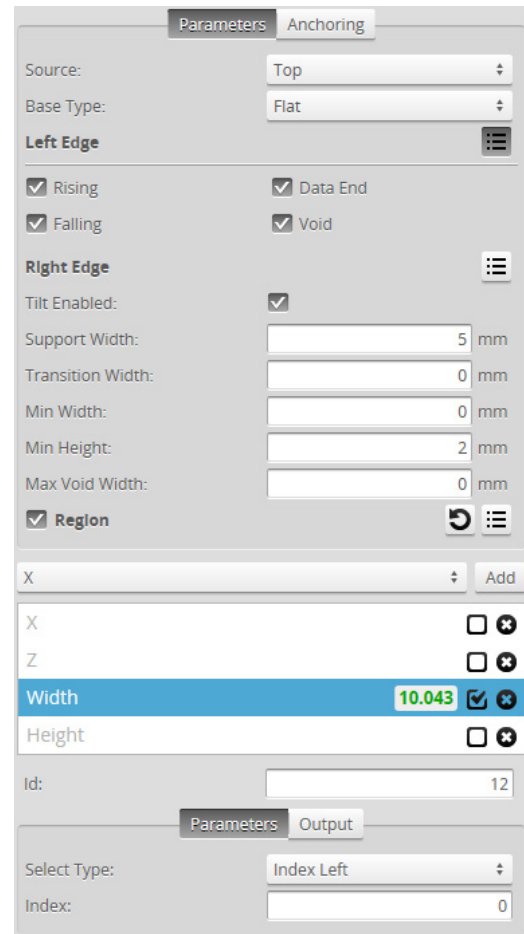 Parameters Anchoring
Source: Top
Base Type: Flat
Left Edge
Rising Data End
Falling Void
Right Edge
Tilt Enabled:
Support Width: 5 mm
Transition Width: 0 mm
Min Width: 0 mm
Min Height: 2 mm
Max Void Width: 0 mm
Region
X Add
X
Z
Width 10.043
Height
Id: 12
Parameters Output
Select Type: Index Left
Index: 0